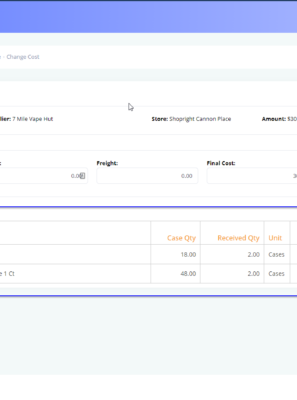 Change Cost
lier: 7 Mile Vape Hut Store: Shopright Cannon Place Amount: $30
: Freight: Final Cost:
0.00 0.00 30
Case Qty Received Qty Unit
18.00 2.00 Cases
e 1 Ct 48.00 2.00 Cases